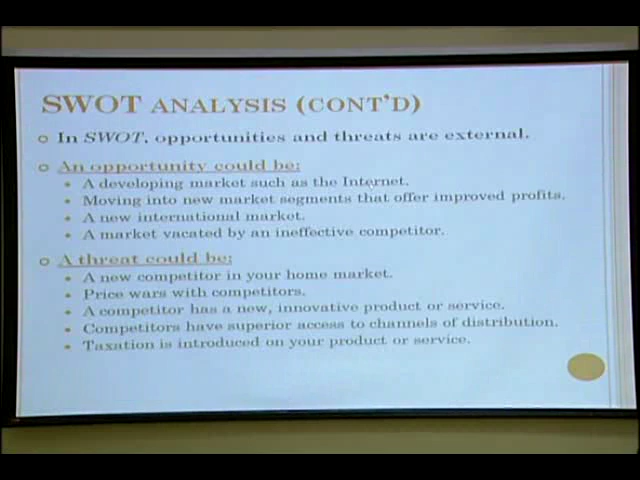 SWOT ANALYSIS (CONT'D)
In SWOT, opportunities and threats are external.
An opportunity could be:
A developing market such as the Internet.
Moving into new market segments that offer improved profits.
A new international market.
A market vacated by an ineffective competitor.
A threat could be:
A new competitor in your home market.
Price wars with competitors.
A competitor has a new, innovative product or service.
Competitors have superior access to channels of distribution.
Taxation is introduced on your product or service.